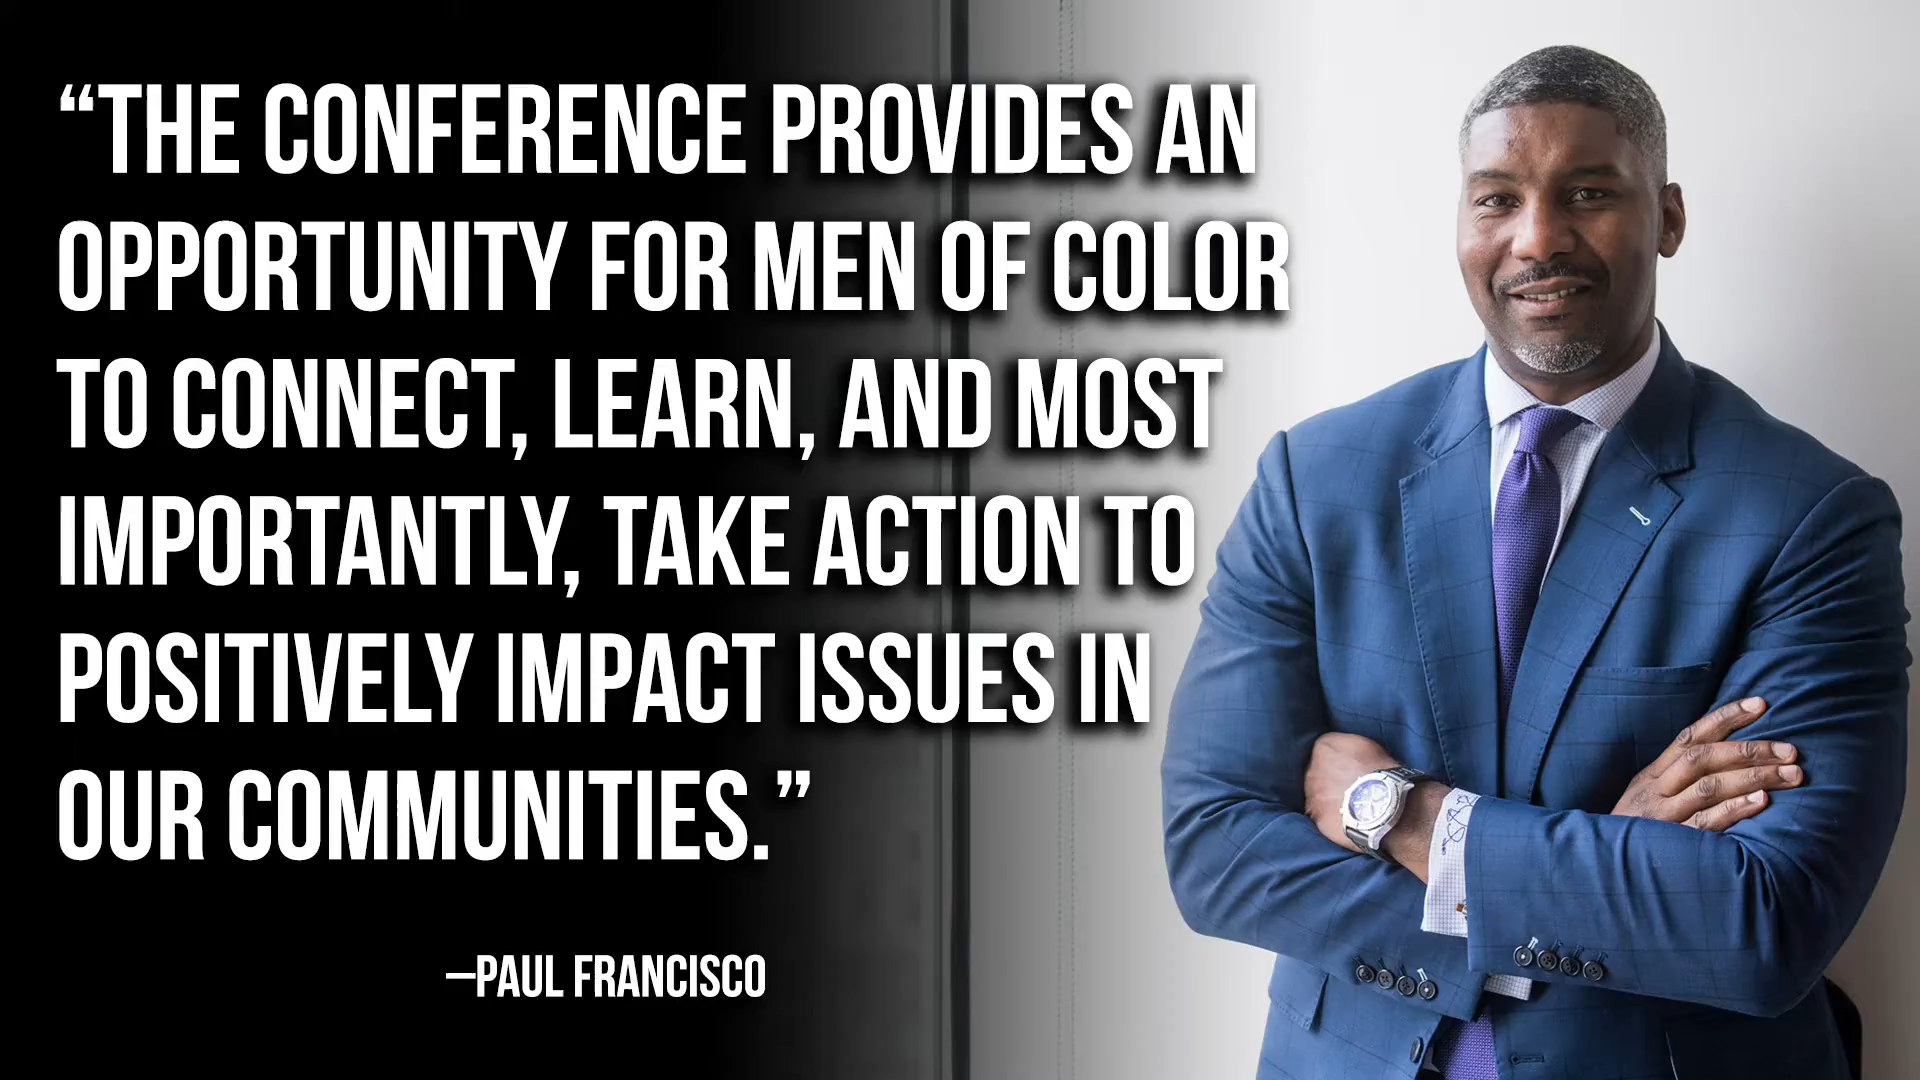 “THE CONFERENCE PROVIDES AN
OPPORTUNITY FOR MEN OF COLOR
TO CONNECT, LEARN, AND MOST
IMPORTANTLY, TAKE ACTION TO
POSITIVELY IMPACT ISSUES IN
OUR COMMUNITIES.”
–PAUL FRANCISCO